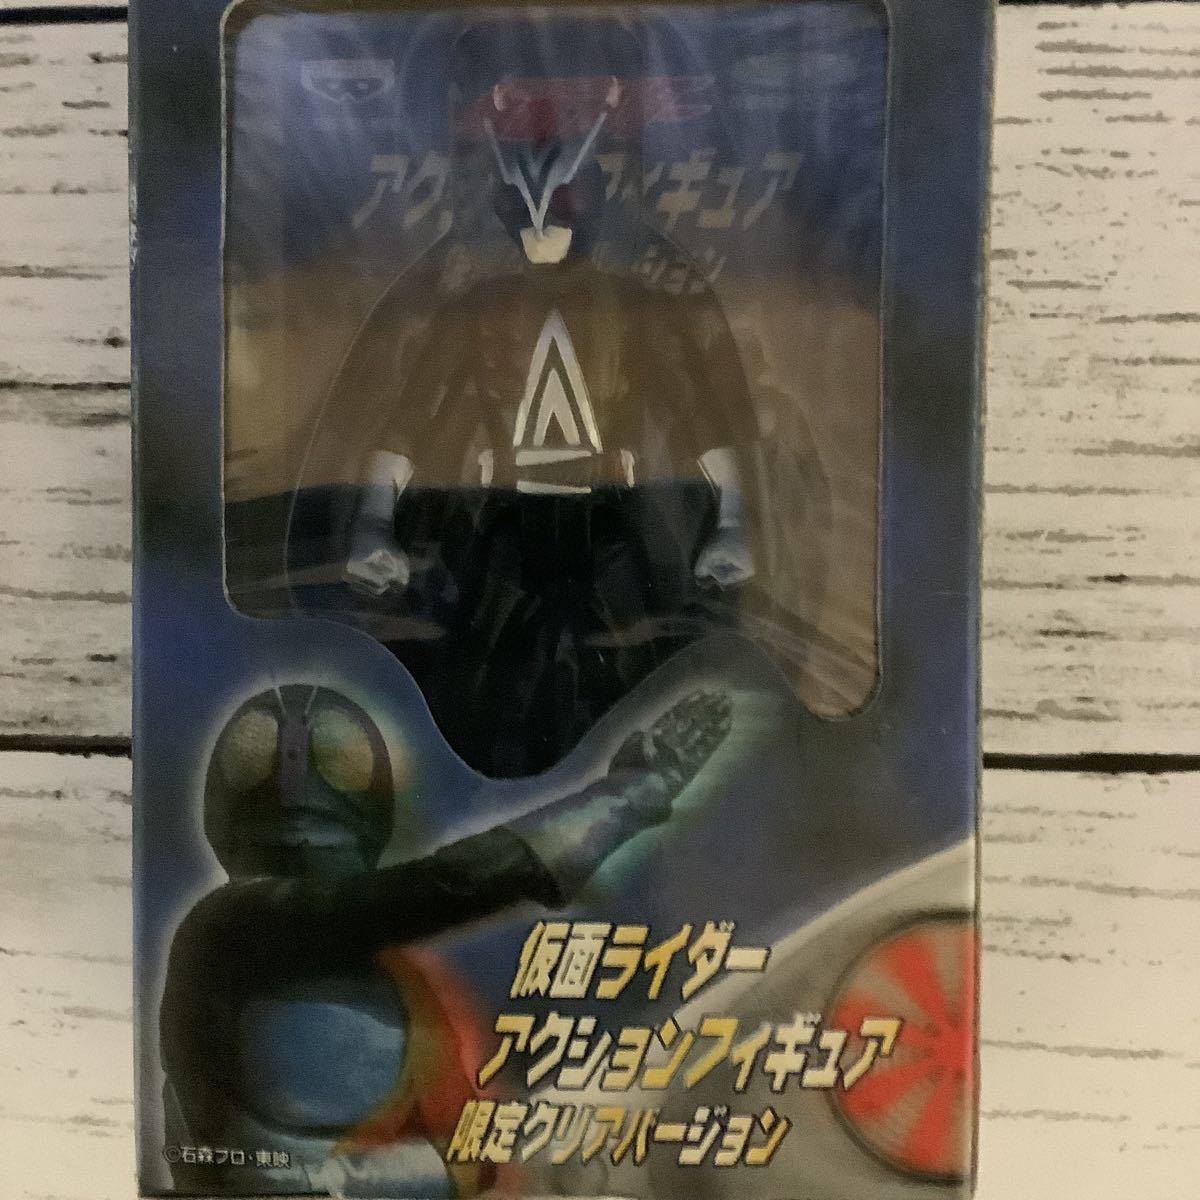 アク フィギュア
ーション
仮面ライダー
アクションフィギュア
限定クリアバージョン
©石森プロ・東映